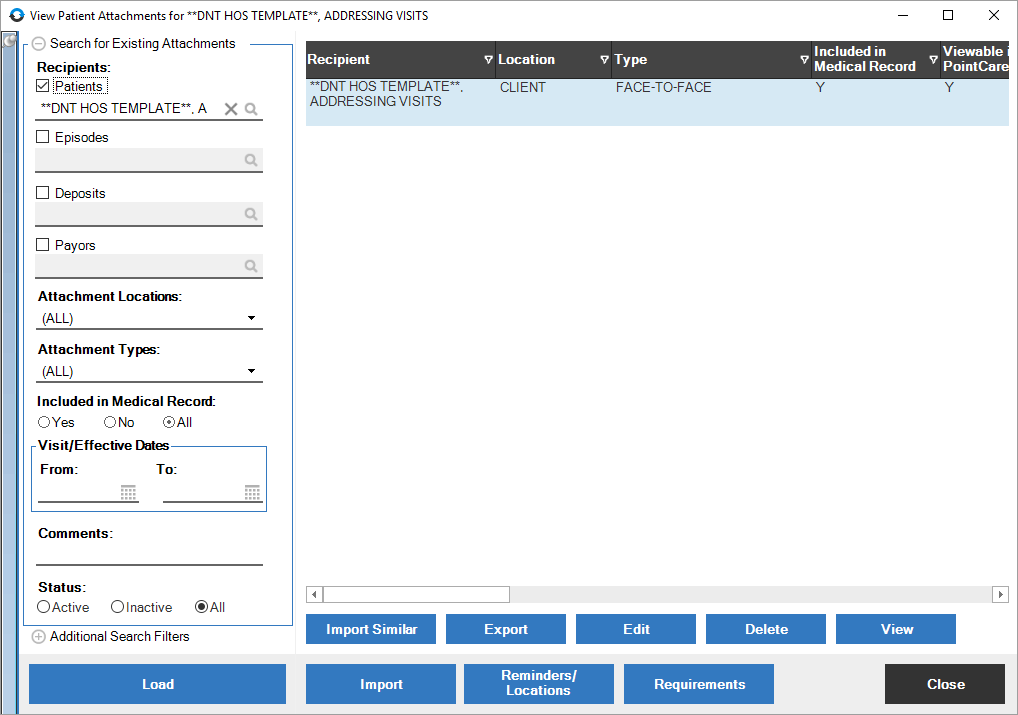 View Patient Attachments for **DNT HOS TEMPLATE**, ADDRESSING VISITS
Search for Existing Attachments
Recipients:
Patients
**DNT HOS TEMPLATE**, A
Episodes
Deposits
Payors
Attachment Locations:
(ALL)
Attachment Types:
(ALL)
Included in Medical Record:
Yes No All
Visit/Effective Dates
From: To:
Comments:
Status:
Active Inactive All
Additional Search Filters
Load
Recipient Location Type Included in Medical Record Viewable i PointCare
**DNT HOS TEMPLATE**, CLIENT FACE-TO-FACE Y Y
ADDRESSING VISITS
Import Similar Export Edit Delete View
Import Reminders/ Locations Requirements Close